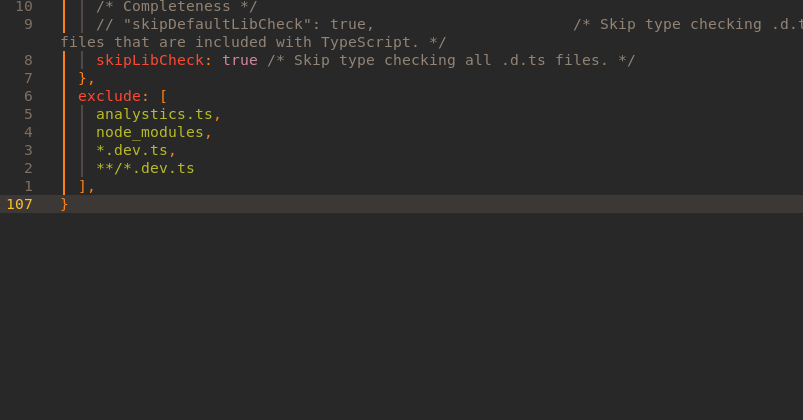 10 /* Completeness */
9 // "skipDefaultLibCheck": true, /* Skip type checking .d.t
files that are included with TypeScript. */
8 skipLibCheck: true /* Skip type checking all .d.ts files. */
7 },
6 exclude: [
5 analystics.ts,
4 node_modules,
3 *.dev.ts,
2 **/*.dev.ts
1 ],
107 }